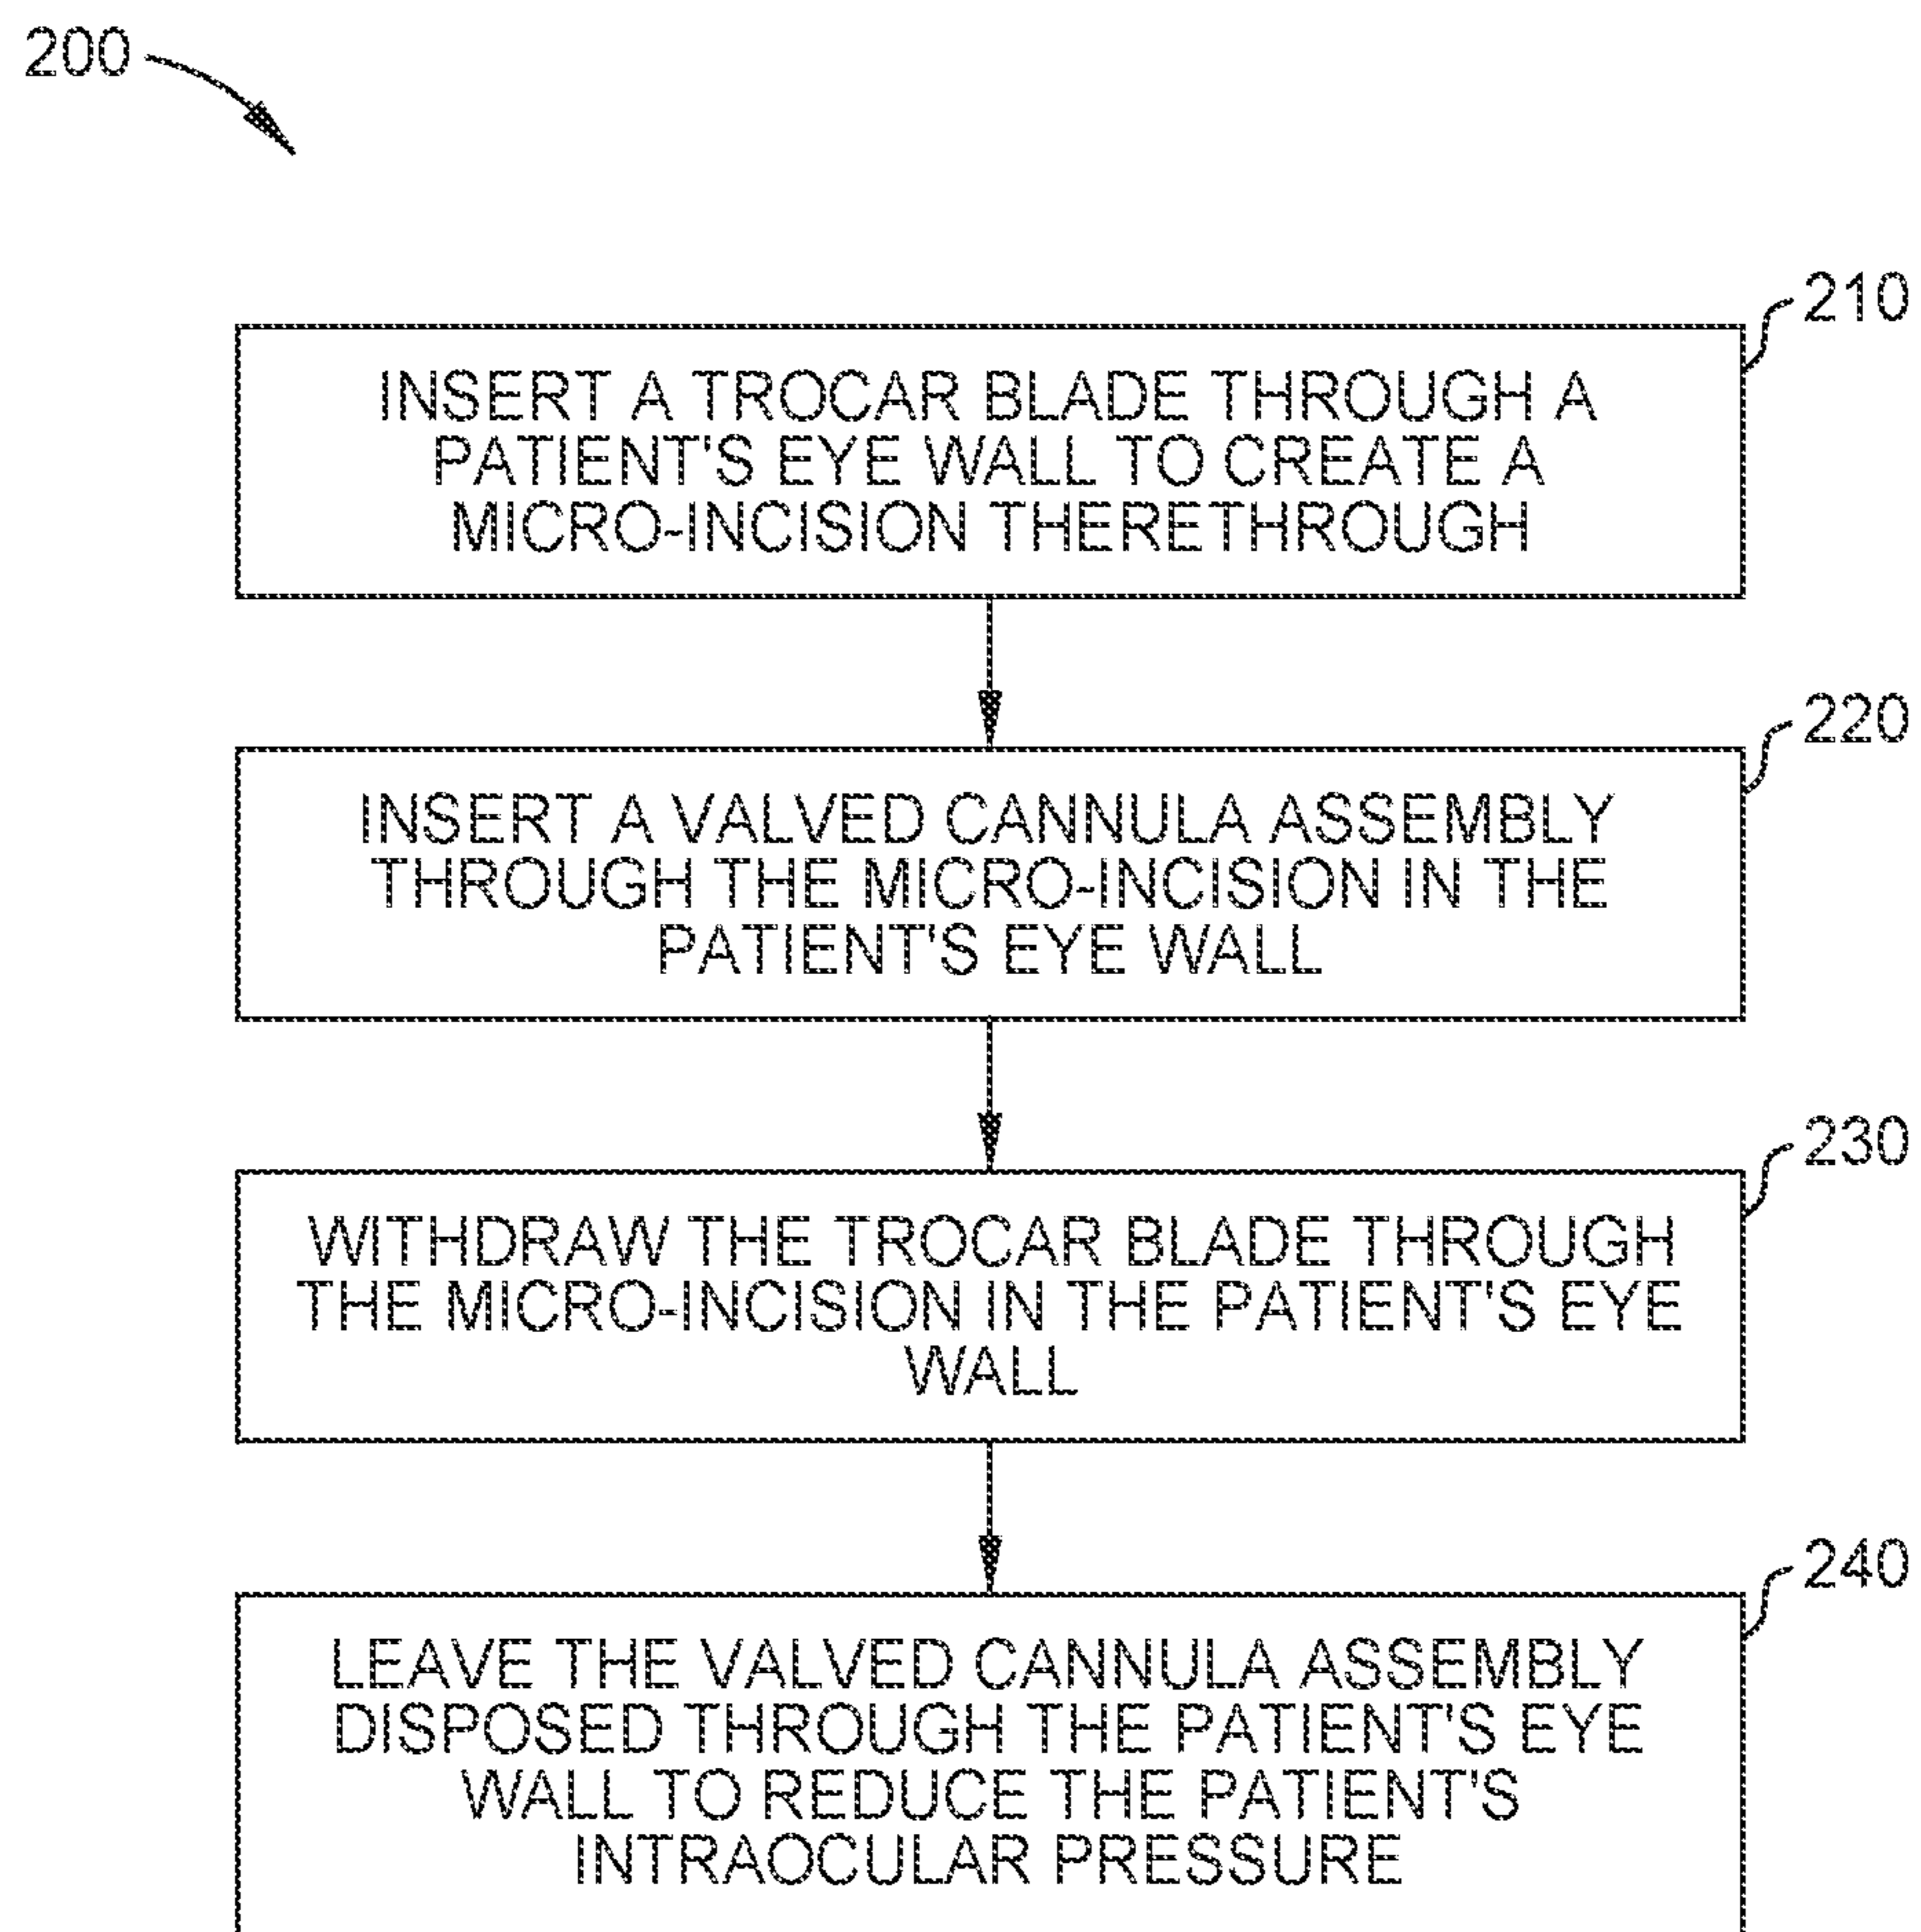 200
210
INSERT A TROCAR BLADE THROUGH A
PATIENT'S EYE WALL TO CREATE A
MICRO-INCISION THERETHROUGH
220
INSERT A VALVED CANNULA ASSEMBLY
THROUGH THE MICRO-INCISION IN THE
PATIENT'S EYE WALL
230
WITHDRAW THE TROCAR BLADE THROUGH
THE MICRO-INCISION IN THE PATIENT'S EYE
WALL
240
LEAVE THE VALVED CANNULA ASSEMBLY
DISPOSED THROUGH THE PATIENT'S EYE
WALL TO REDUCE THE PATIENT'S
INTRAOCULAR PRESSURE